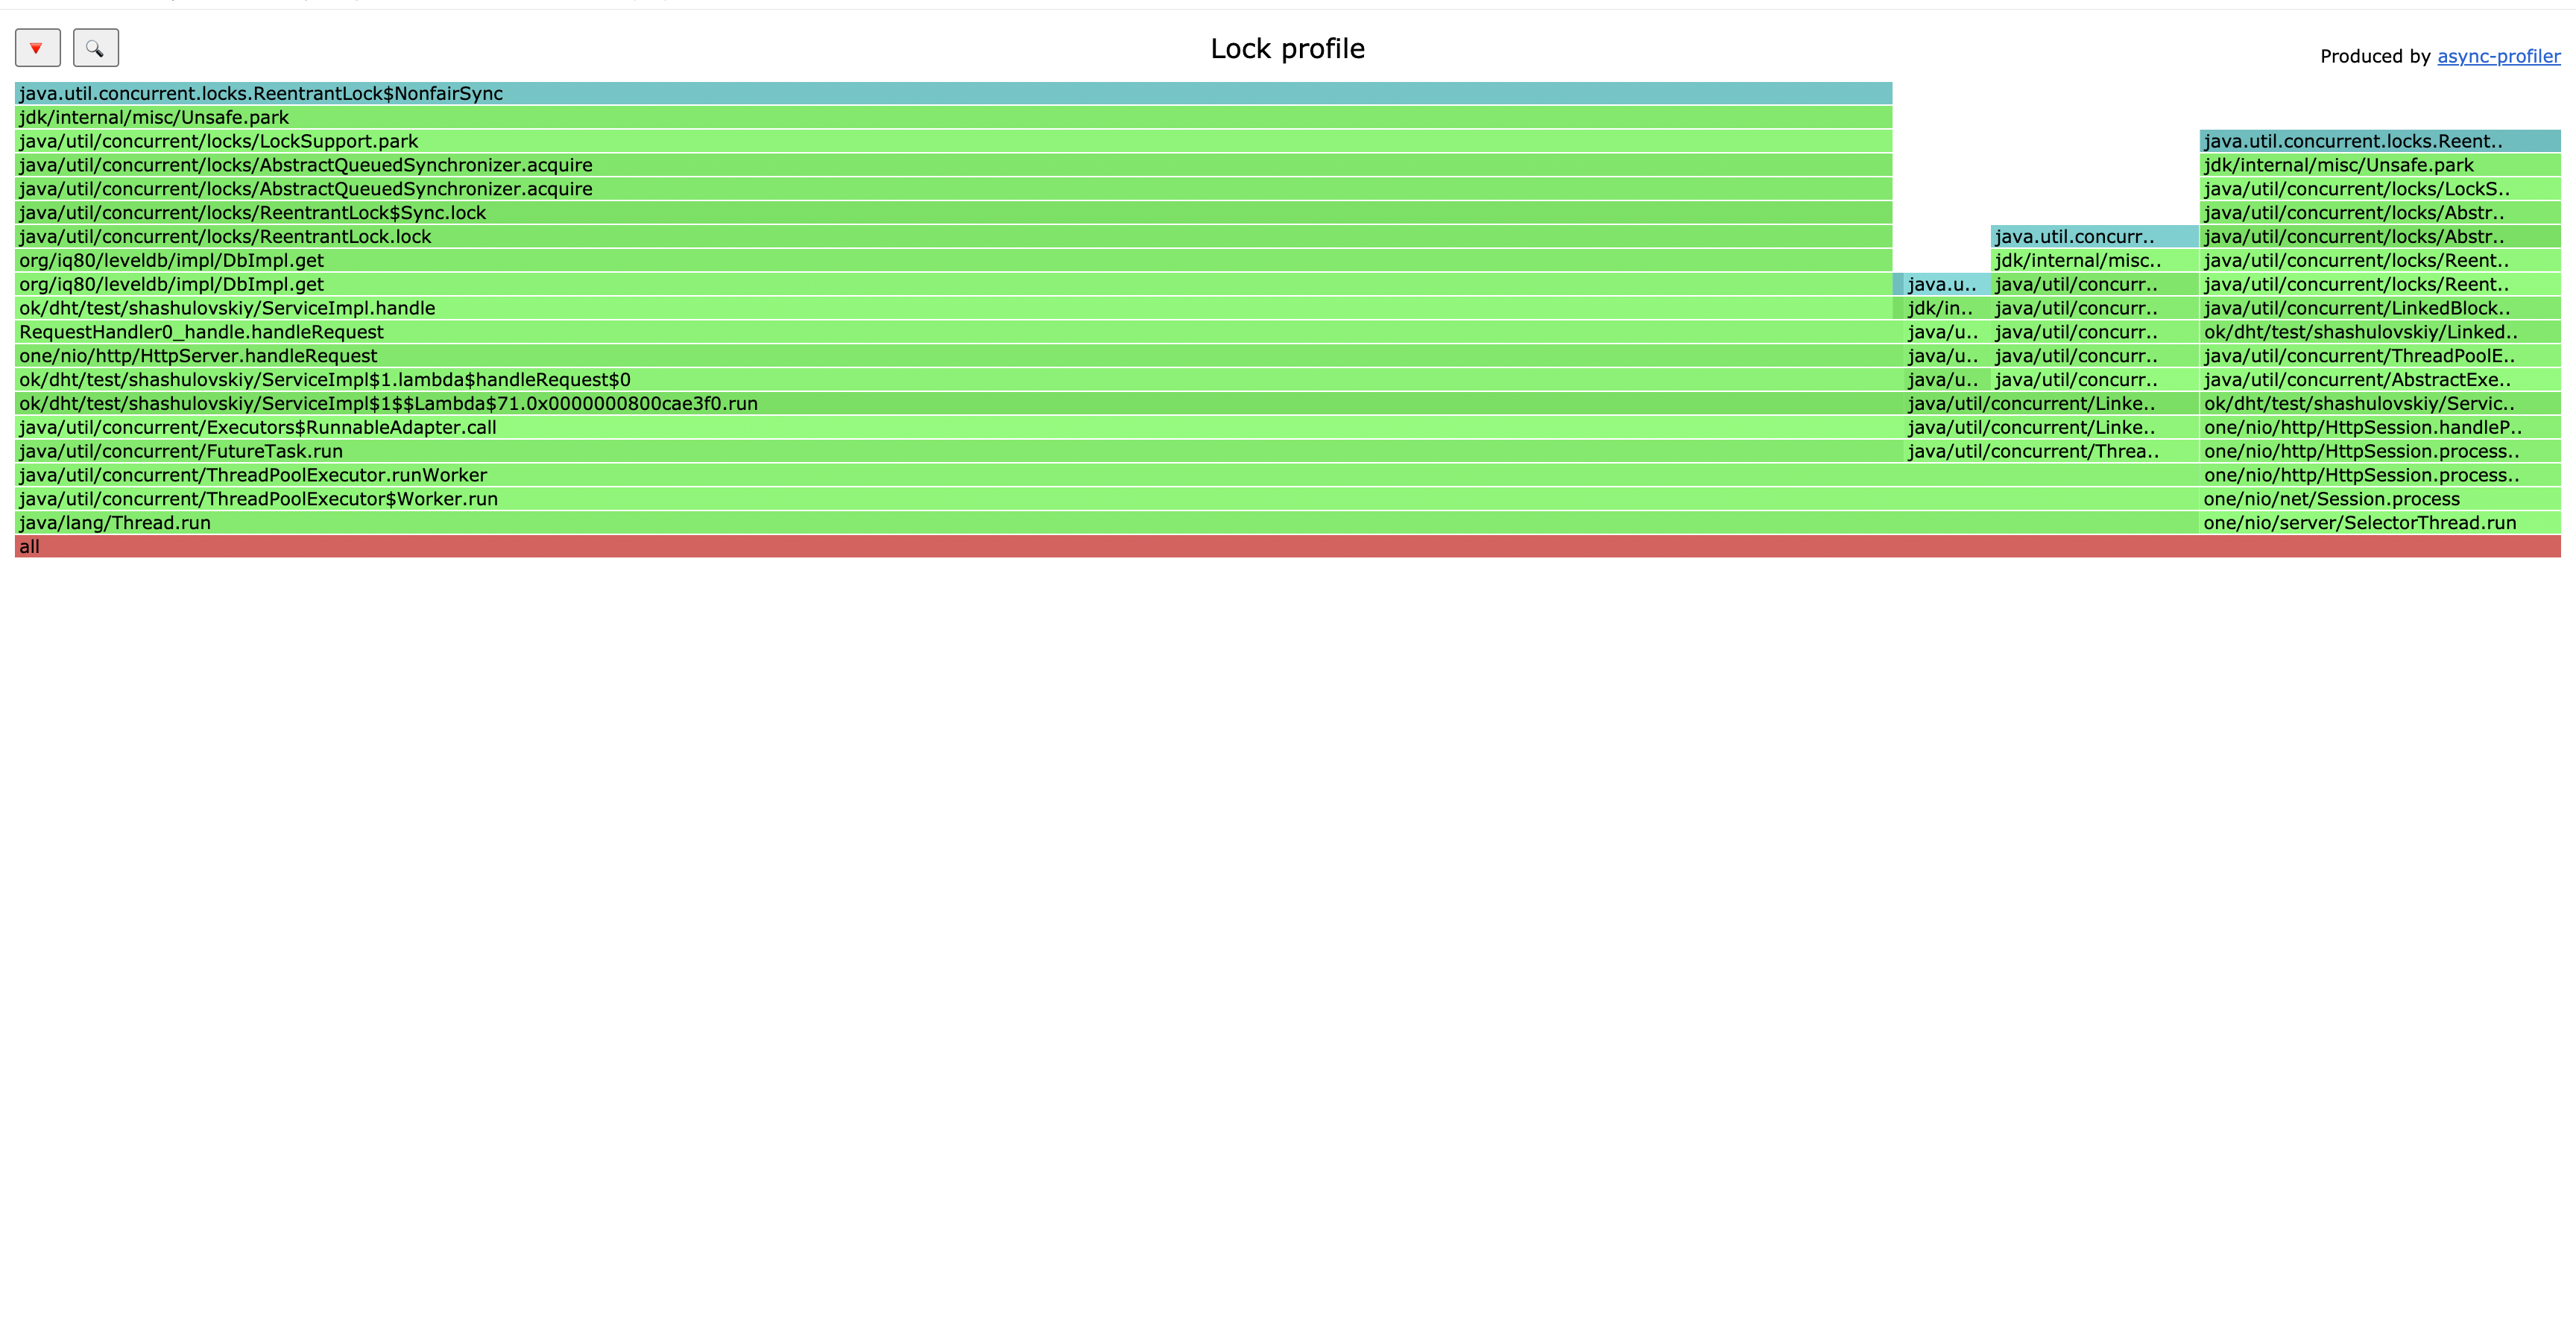 Lock profile
Produced by async-profiler
java.util.concurrent.locks.ReentrantLock$NonfairSync
jdk/internal/misc/Unsafe.park
java/util/concurrent/locks/LockSupport.park java.util.concurrent.locks.Reent..
java/util/concurrent/locks/AbstractQueuedSynchronizer.acquire jdk/internal/misc/Unsafe.park
java/util/concurrent/locks/AbstractQueuedSynchronizer.acquire java/util/concurrent/locks/LockS..
java/util/concurrent/locks/ReentrantLock$Sync.lock java/util/concurrent/locks/Abstr..
java/util/concurrent/locks/ReentrantLock.lock java.util.concurr.. java/util/concurrent/locks/Abstr..
org/iq80/leveldb/impl/DbImpl.get jdk/internal/misc.. java/util/concurrent/locks/Reent..
org/iq80/leveldb/impl/DbImpl.get java.u.. java/util/concurr.. java/util/concurrent/locks/Reent..
ok/dht/test/shashulovskiy/ServiceImpl.handle jdk/in.. java/util/concurr.. java/util/concurrent/LinkedBlock..
RequestHandler0_handle.handleRequest java/u.. java/util/concurr.. ok/dht/test/shashulovskiy/Linked..
one/nio/http/HttpServer.handleRequest java/u.. java/util/concurr.. java/util/concurrent/ThreadPoolE..
ok/dht/test/shashulovskiy/ServiceImpl$1.lambda$handleRequest$0 java/u.. java/util/concurr.. java/util/concurrent/AbstractExe..
ok/dht/test/shashulovskiy/ServiceImpl$1$$Lambda$71.0x0000000800cae3f0.run java/util/concurrent/Linke.. ok/dht/test/shashulovskiy/Servic..
java/util/concurrent/Executors$RunnableAdapter.call java/util/concurrent/Linke.. one/nio/http/HttpSession.handleP..
java/util/concurrent/FutureTask.run java/util/concurrent/Threa.. one/nio/http/HttpSession.process..
java/util/concurrent/ThreadPoolExecutor.runWorker one/nio/http/HttpSession.process..
java/util/concurrent/ThreadPoolExecutor$Worker.run one/nio/net/Session.process
java/lang/Thread.run one/nio/server/SelectorThread.run
all